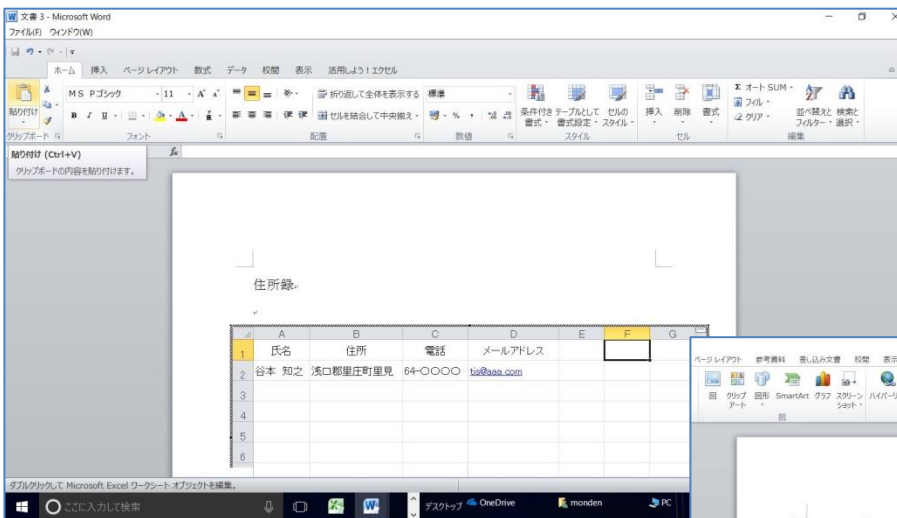 文書 3 - Microsoft Word
ファイル(F) ウィンドウ(W)
ホーム 挿入 ページ レイアウト 数式 データ 校閲 表示 活用しよう！エクセル
貼り付け
MS Pゴシック 11
B I U
折り返して全体を表示する
セルを結合して中央揃え
標準
%
条件付き書式 テーブルとして書式設定 セルのスタイル
挿入 削除 書式
Σ オート SUM
フィル
クリア
並べ替えと フィルター 検索と 選択
クリップボード フォント 配置 数値 スタイル セル 編集
貼り付け (Ctrl+V)
クリップボードの内容を貼り付けます。
fx
住所録
A B C D E F G
1 氏名 住所 電話 メールアドレス
2 谷本 知之 浅口郡里庄町里見 64-〇〇〇〇 tis@aaa.com
3
4
5
6
ダブルクリックして Microsoft Excel ワークシート オブジェクトを編集。
ここに入力して検索
デスクトップ OneDrive monden PC
ページ レイアウト 参考資料 差し込み文書 校閲 表示
図 クリップ アート 図形 SmartArt グラフ スクリーン ショット
図